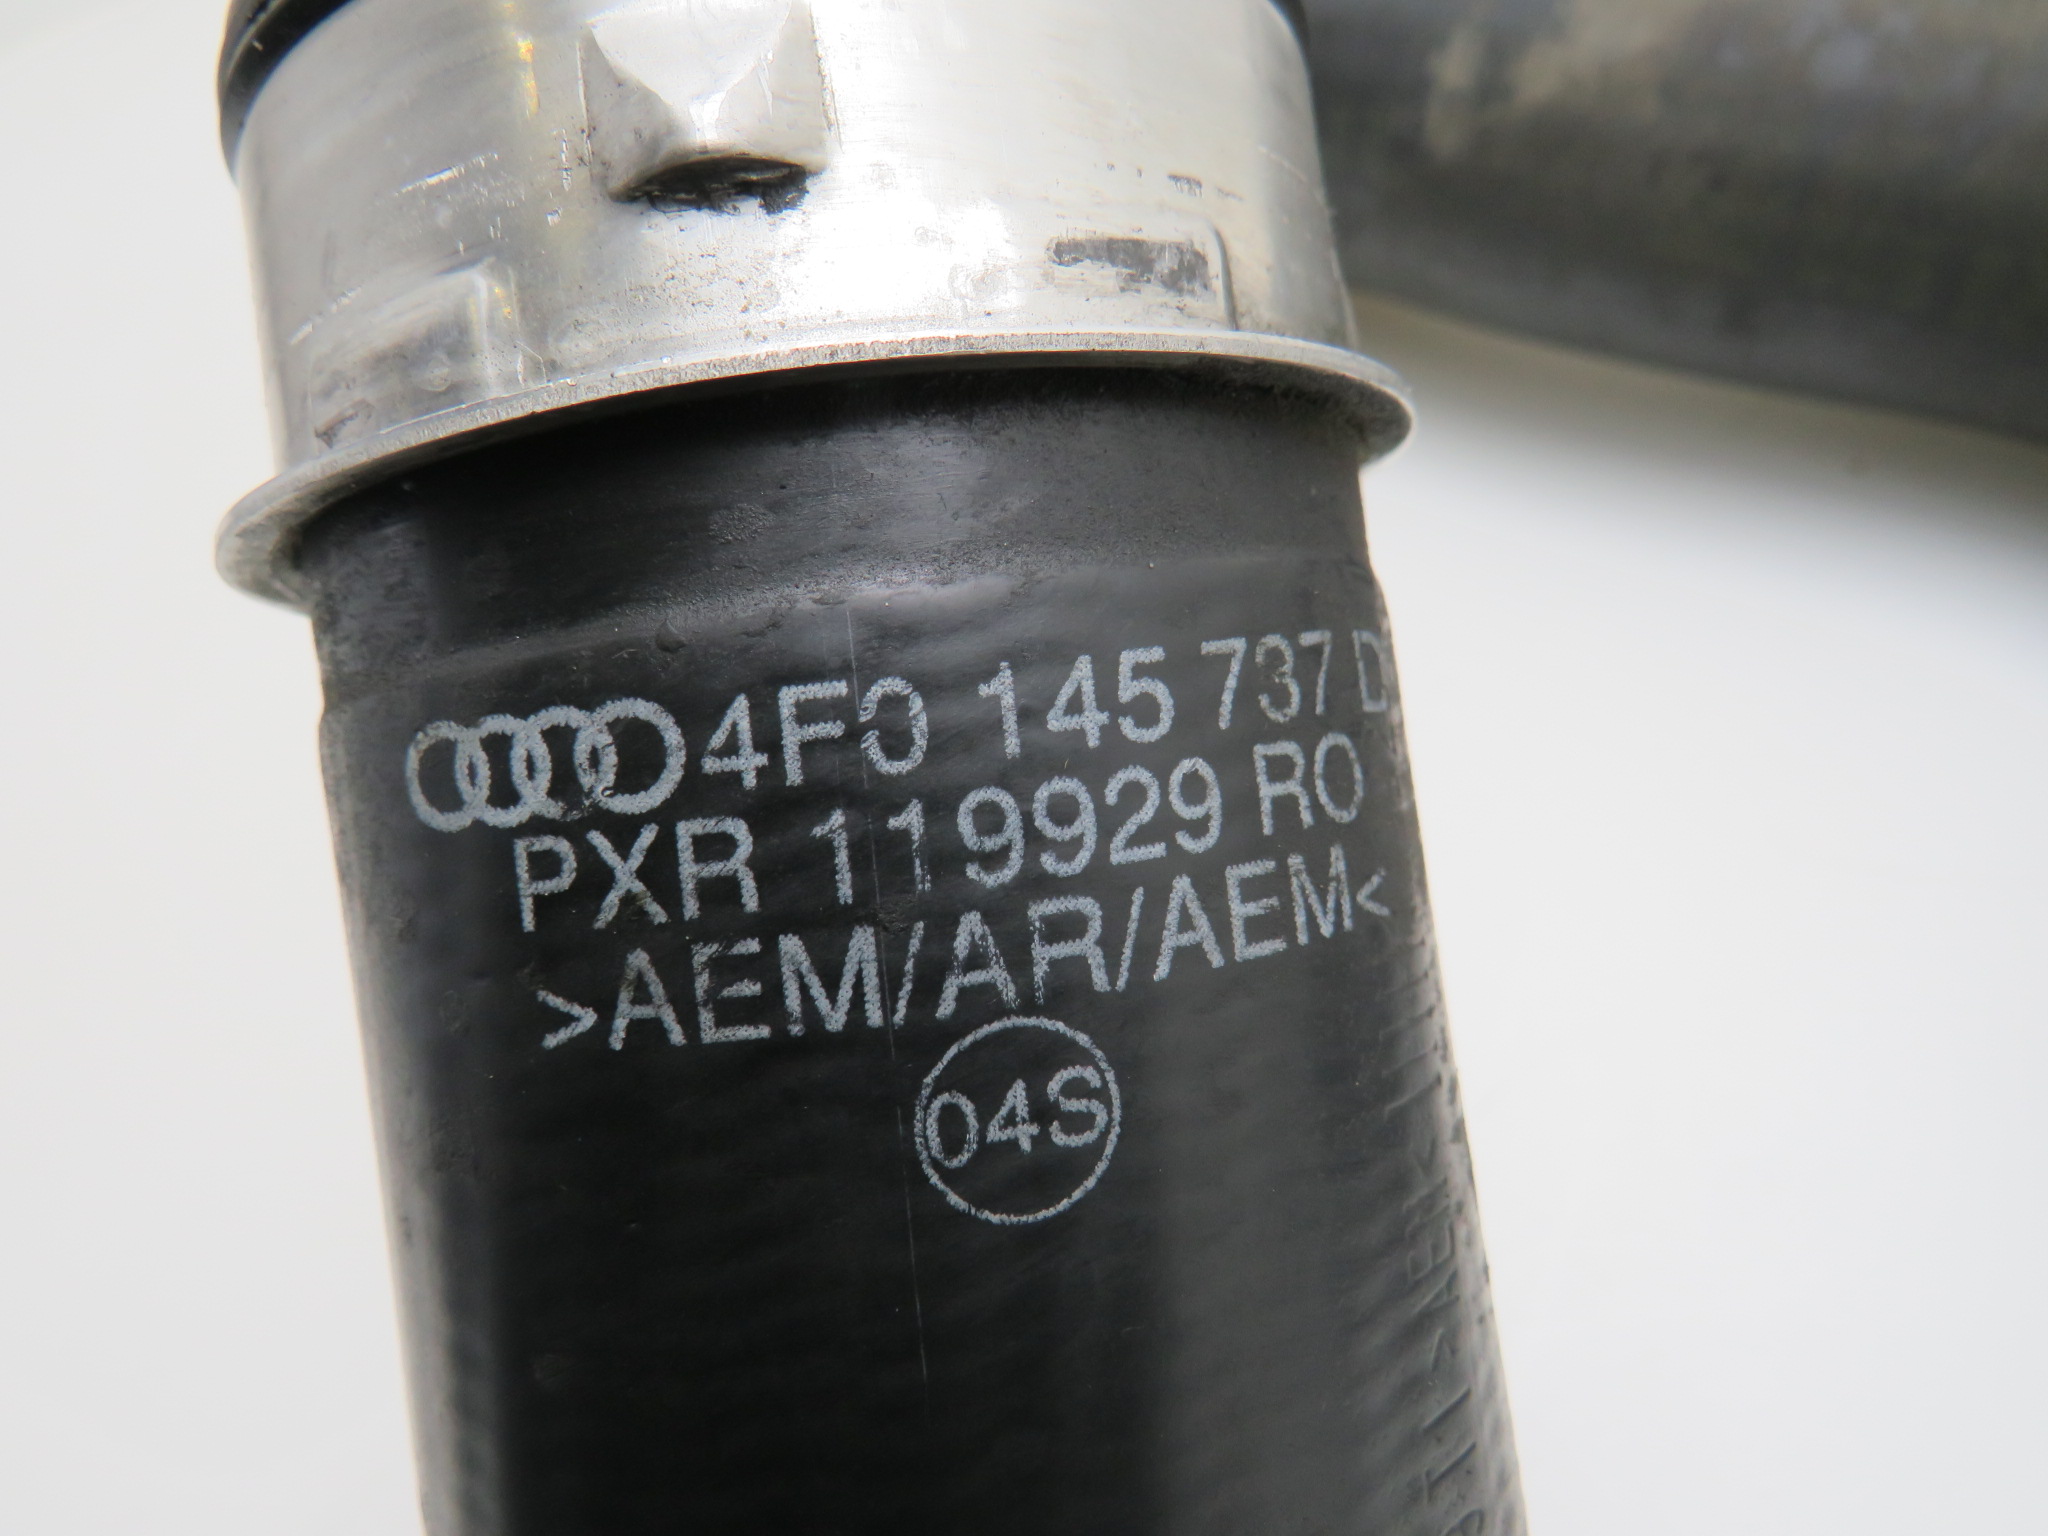 4F0 145 737 D
PXR 119929 RO
>AEM/AR/AEM<
04S